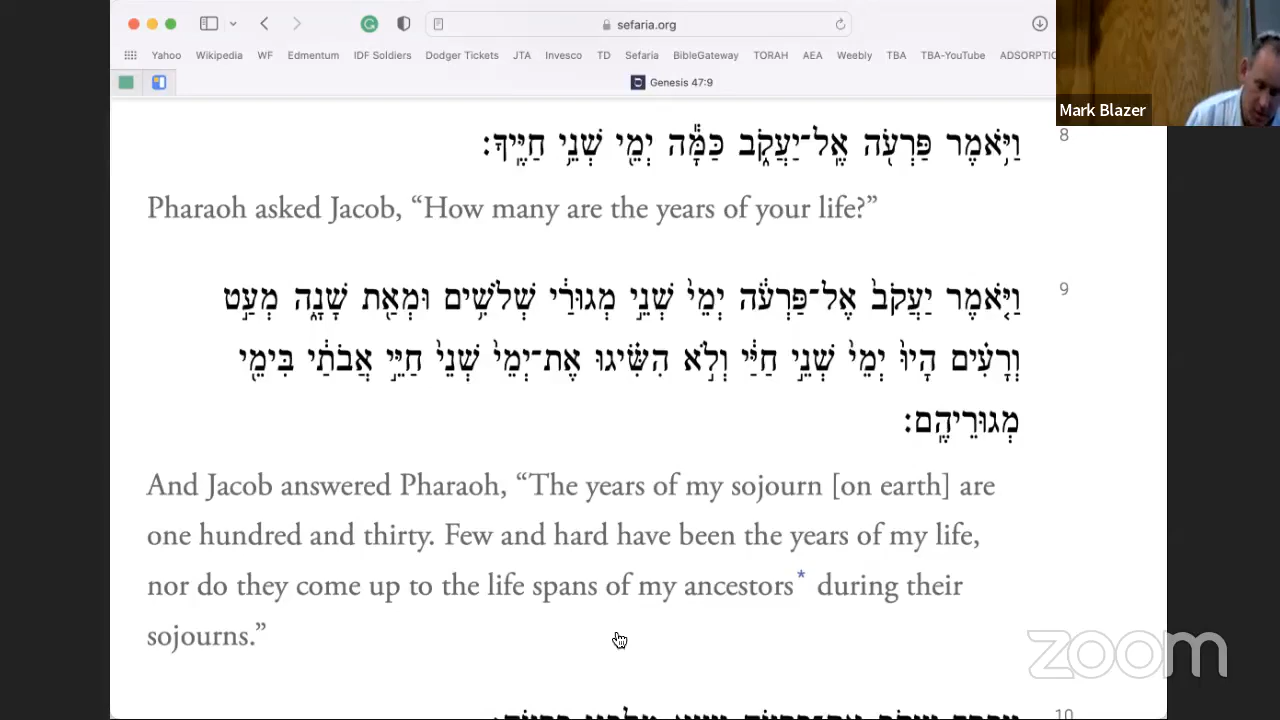 sefaria.org
Yahoo Wikipedia WF Edmentum IDF Soldiers Dodger Tickets JTA Invesco TD Sefaria BibleGateway TORAH AEA Weebly TBA TBA-YouTube ADSORPTIO
Genesis 47:9
Mark Blazer
8
וַיֹּ֥אמֶר פַּרְעֹ֖ה אֶֽל־יַעֲקֹ֑ב כַּמָּ֕ה יְמֵ֖י שְׁנֵ֥י חַיֶּֽיךָ׃
Pharaoh asked Jacob, “How many are the years of your life?”
9
וַיֹּ֤אמֶר יַעֲקֹב֙ אֶל־פַּרְעֹ֔ה יְמֵי֙ שְׁנֵ֣י מְגוּרַ֔י שְׁלֹשִׁ֥ים וּמְאַ֖ת שָׁנָ֑ה מְעַ֣ט
וְרָעִ֗ים הָיוּ֙ יְמֵי֙ שְׁנֵ֣י חַיַּ֔י וְלֹ֣א הִשִּׂ֗יגוּ אֶת־יְמֵי֙ שְׁנֵי֙ חַיֵּ֣י אֲבֹתַ֔י בִּימֵ֖י
מְגוּרֵיהֶֽם׃
And Jacob answered Pharaoh, “The years of my sojourn [on earth] are
one hundred and thirty. Few and hard have been the years of my life,
nor do they come up to the life spans of my ancestors* during their
sojourns.”
zoom
10